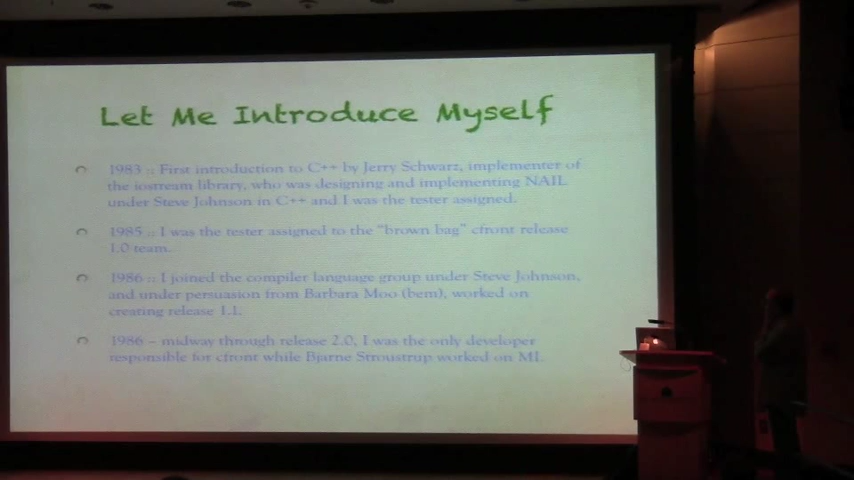 Let Me Introduce Myself
1983 :: First introduction to C++ by Jerry Schwarz, implementer of
the iostream library, who was designing and implementing NAIL
under Steve Johnson in C++ and I was the tester assigned.
1985 :: I was the tester assigned to the "brown bag" cfront release
1.0 team.
1986 :: I joined the compiler language group under Steve Johnson,
and under persuasion from Barbara Moo (bem), worked on
creating release 1.1.
1986 – midway through release 2.0, I was the only developer
responsible for cfront while Bjarne Stroustrup worked on MI.